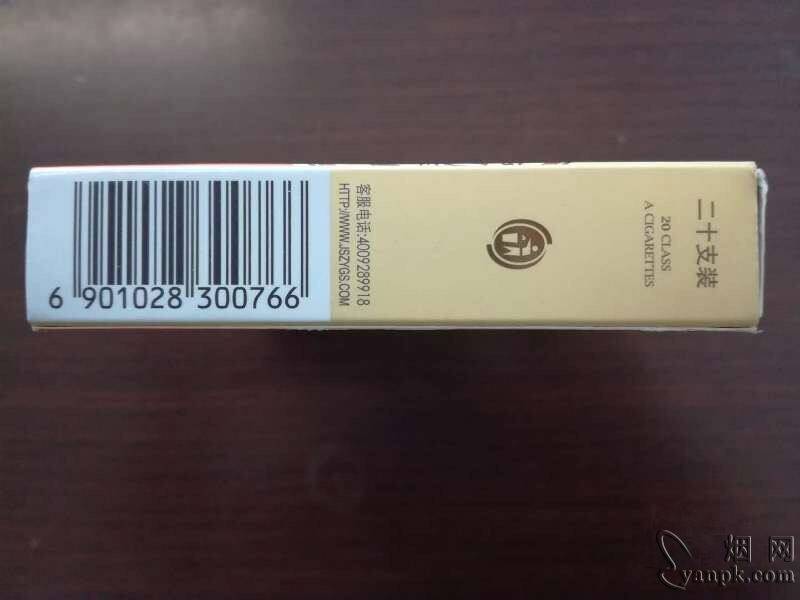 6 901028 300766
客服电话:4009289918
HTTP://WWW.JSZYGS.COM
二十支装
20 CLASS
A CIGARETTES
烟网
yanpk.com